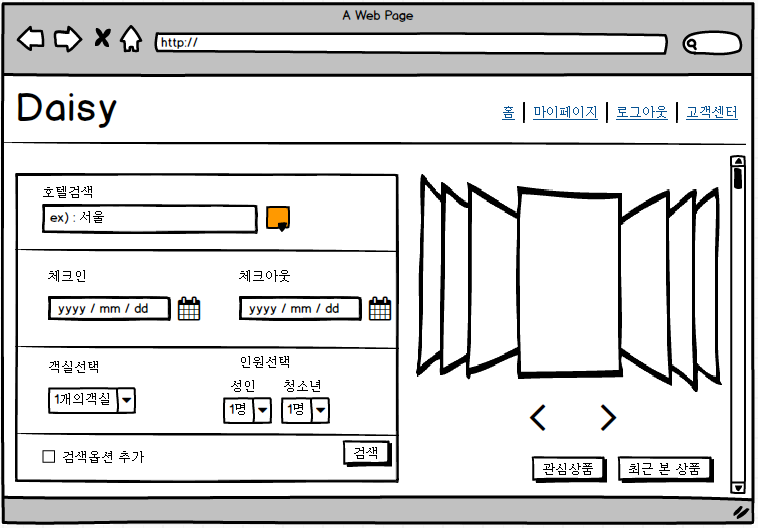 A Web Page
http://
Daisy
홈 마이페이지 로그아웃 고객센터
호텔검색
ex) : 서울
체크인 체크아웃
yyyy / mm / dd yyyy / mm / dd
객실선택 인원선택
성인 청소년
1개의객실 1명 1명
검색옵션 추가 검색
관심상품 최근 본 상품